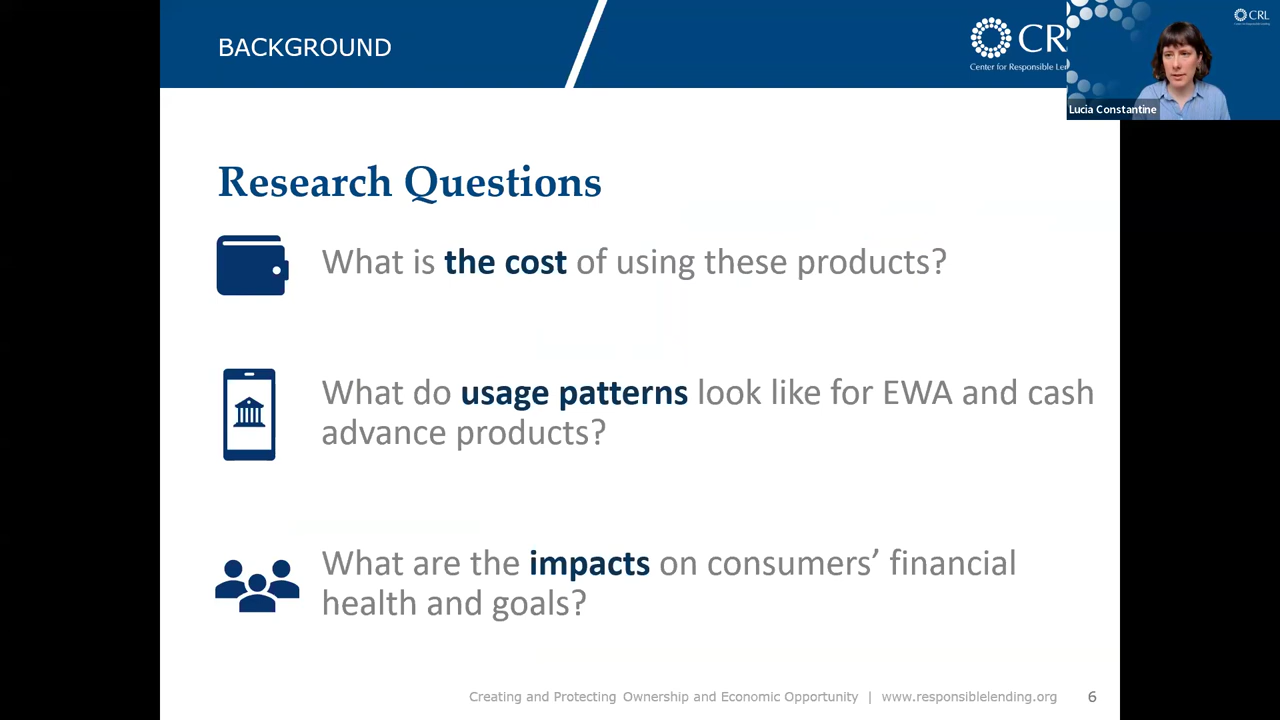 BACKGROUND
CR
Center for Responsible Le
CRL
Lucia Constantine
Research Questions
What is the cost of using these products?
What do usage patterns look like for EWA and cash
advance products?
What are the impacts on consumers’ financial
health and goals?
Creating and Protecting Ownership and Economic Opportunity | www.responsiblelending.org 6